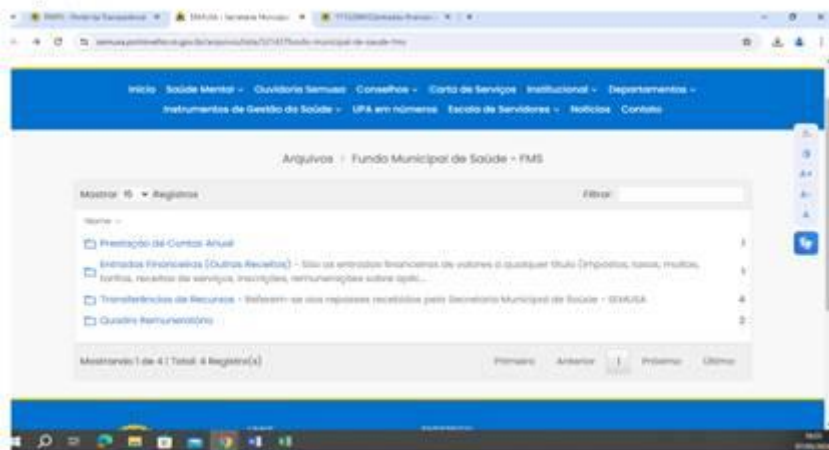 Início Saúde Mental Ouvidoria Semusa Conselhos Carta de Serviços Institucional Departamentos
Instrumentos de Gestão da Saúde UPA em números Escala de Servidores Notícias Contato
Arquivos Fundo Municipal de Saúde - FMS
Mostrar 15 Registros Filtrar:
Nome
Prestação de Contas Anual 1
Entradas Financeiras (Outras Receitas) - São as entradas financeiras de valores a qualquer título (impostos, taxas, multas,
tarifas, receitas de serviços, inscrições, remunerações sobre aplic... 1
Transferências de Recursos - Referem-se aos repasses recebidos pela Secretaria Municipal de Saúde - SEMUSA 4
Quadro Remuneratório 2
Mostrando 1 de 4 | Total: 4 Registro(s) Primeiro Anterior 1 Próximo Último